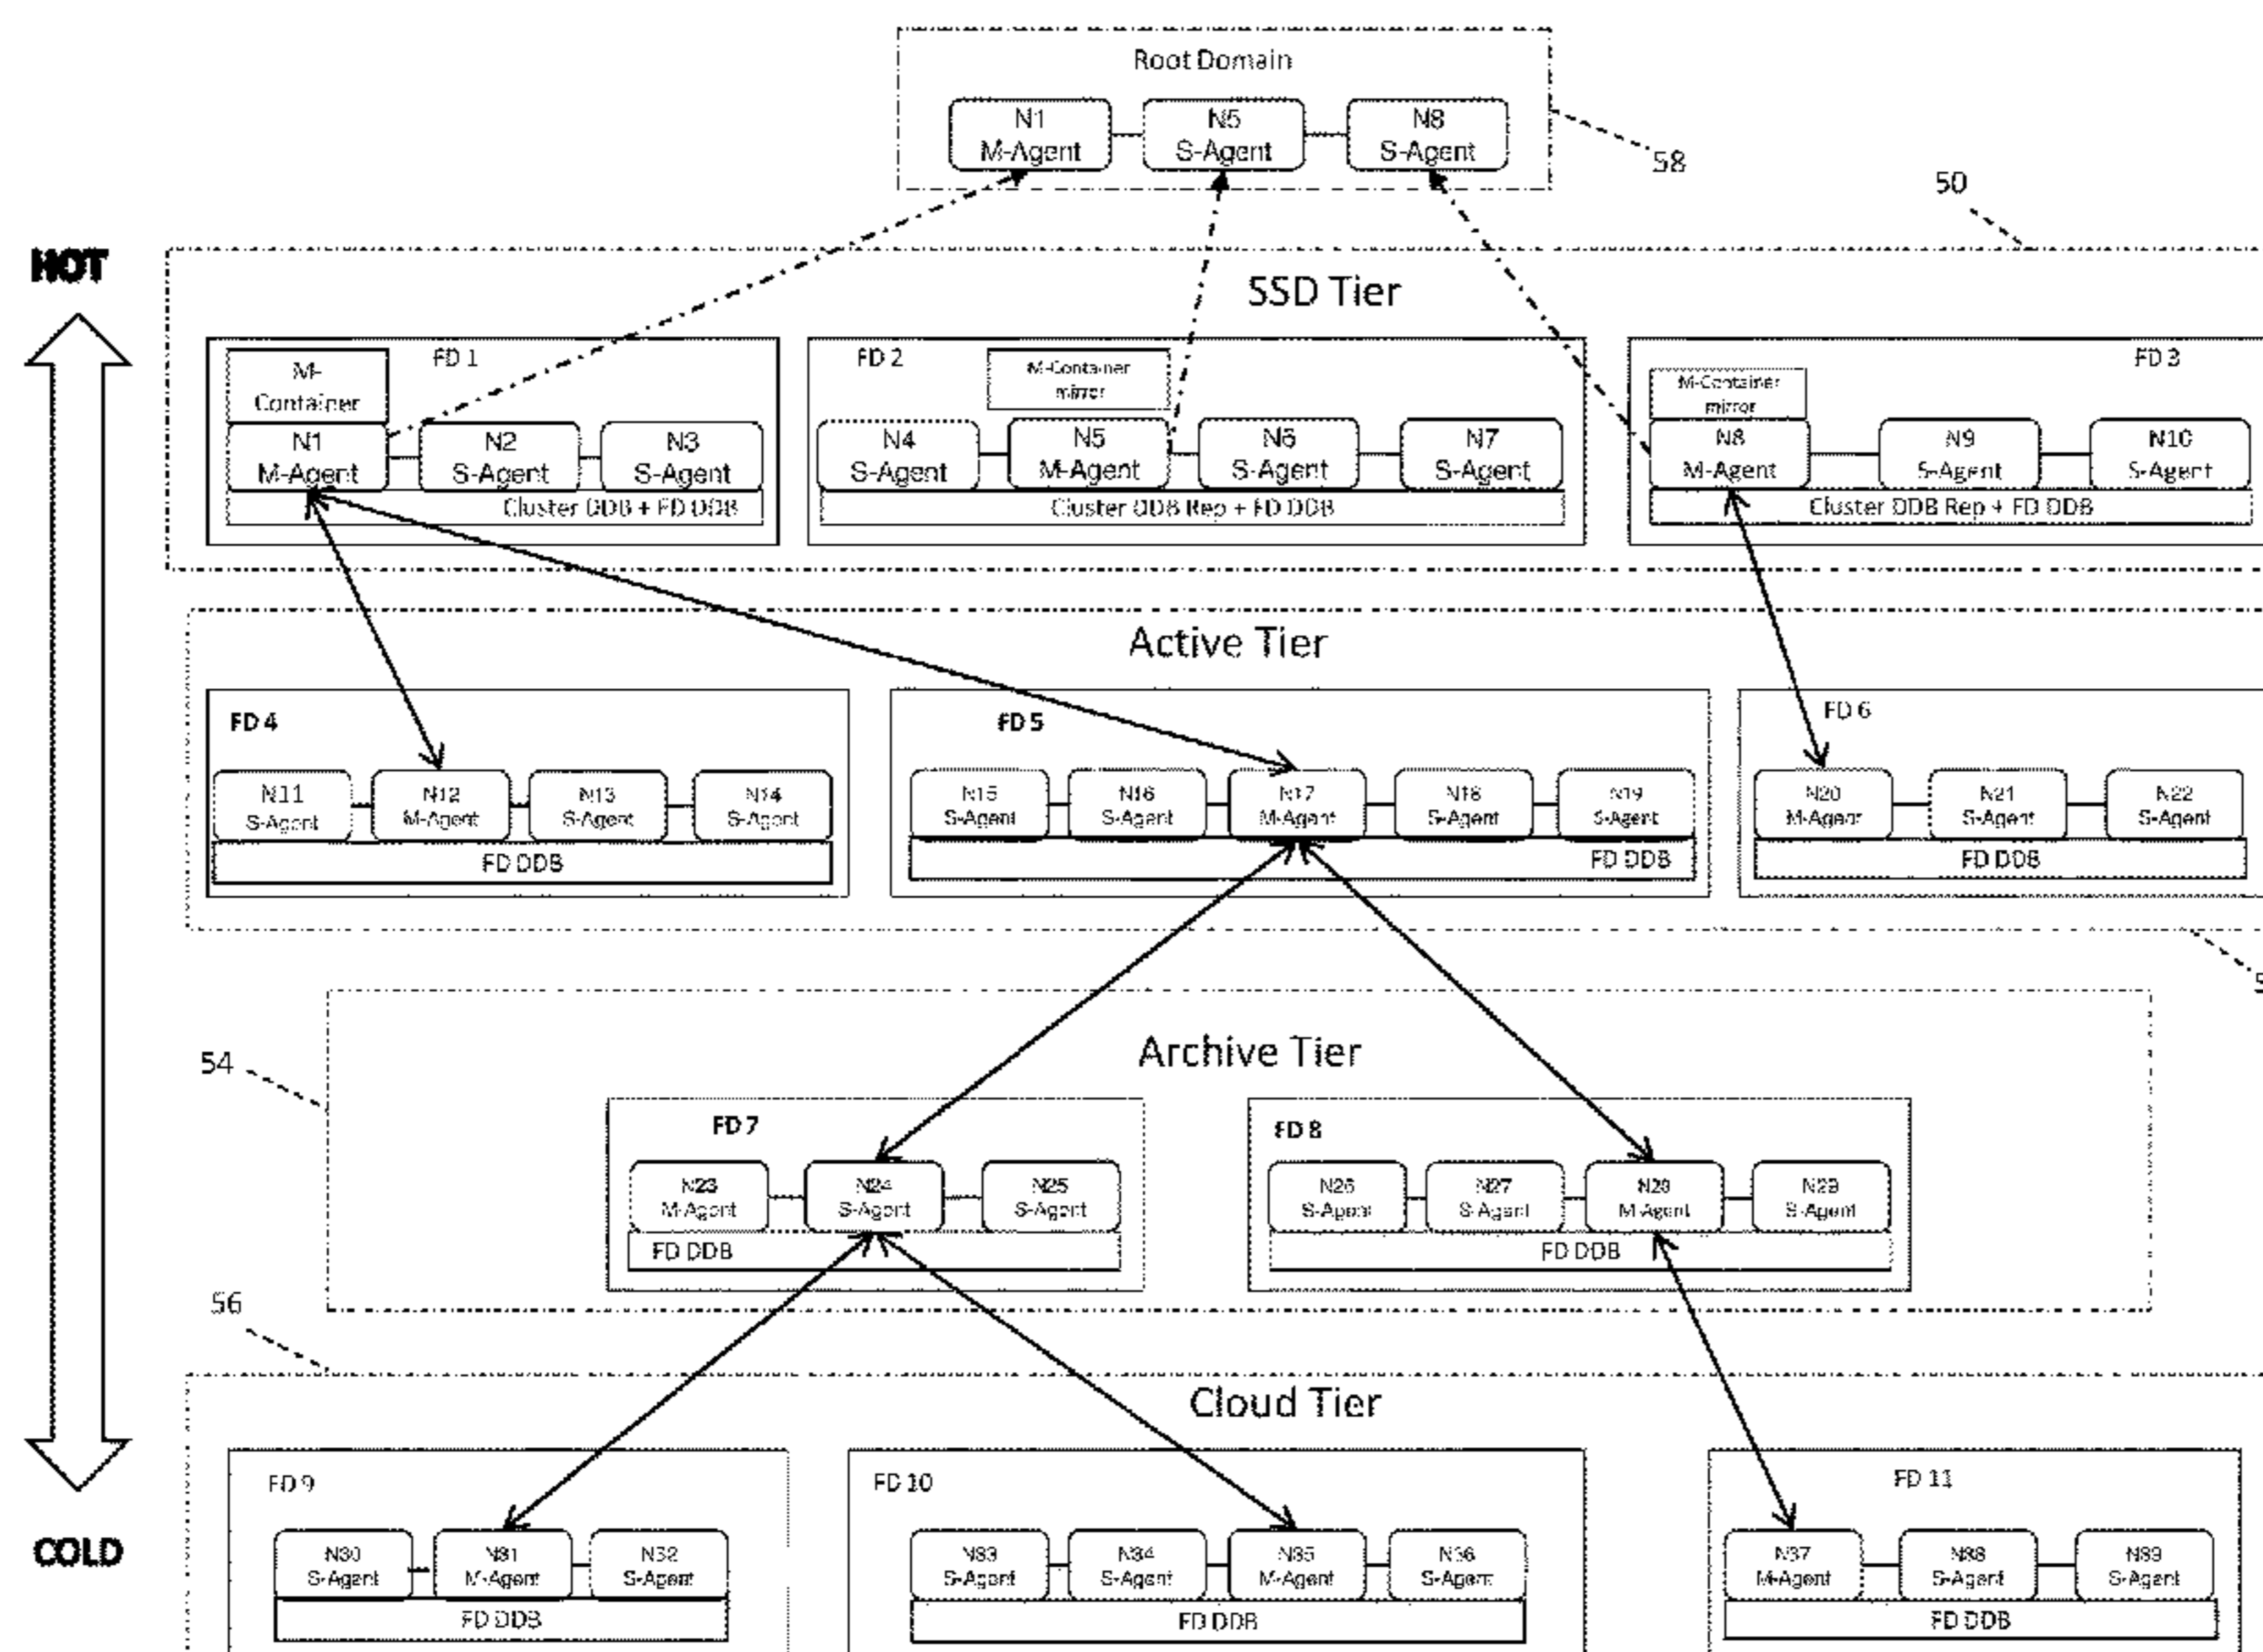 Root Domain
N1
M-Agent
N5
S-Agent
N8
S-Agent
58
50
HOT
SSD Tier
FD 1
M-
Container
N1
M-Agent
N2
S-Agent
N3
S-Agent
Cluster DDB + FD DDB
FD 2
M-Container
mirror
N4
S-Agent
N5
M-Agent
N6
S-Agent
N7
S-Agent
Cluster DDB Rep + FD DDB
FD 3
M-Container
mirror
N8
M-Agent
N9
S-Agent
N10
S-Agent
Cluster DDB Rep + FD DDB
Active Tier
FD 4
N11
S-Agent
N12
M-Agent
N13
S-Agent
N14
S-Agent
FD DDB
FD 5
N15
S-Agent
N16
S-Agent
N17
M-Agent
N18
S-Agent
N19
S-Agent
FD DDB
FD 6
N20
M-Agent
N21
S-Agent
N22
S-Agent
FD DDB
54
Archive Tier
FD 7
N23
M-Agent
N24
S-Agent
N25
S-Agent
FD DDB
FD 8
N26
S-Agent
N27
S-Agent
M-Agent
S-Agent
FD DDB
56
Cloud Tier
FD 9
N30
S-Agent
N31
M-Agent
N32
S-Agent
FD DDB
FD 10
N33
S-Agent
N34
S-Agent
N35
M-Agent
N36
S-Agent
FD DDB
FD 11
N37
M-Agent
N38
S-Agent
N39
S-Agent
FD DDB
COLD